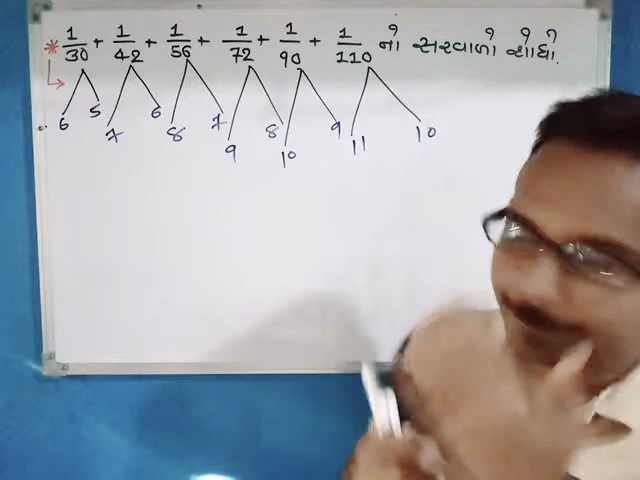 * 1/30 + 1/42 + 1/56 + 1/72 + 1/90 + 1/110 નો સરવાળો શોધો.
6 5 7 6 8 7 9 8 10 9 11 10